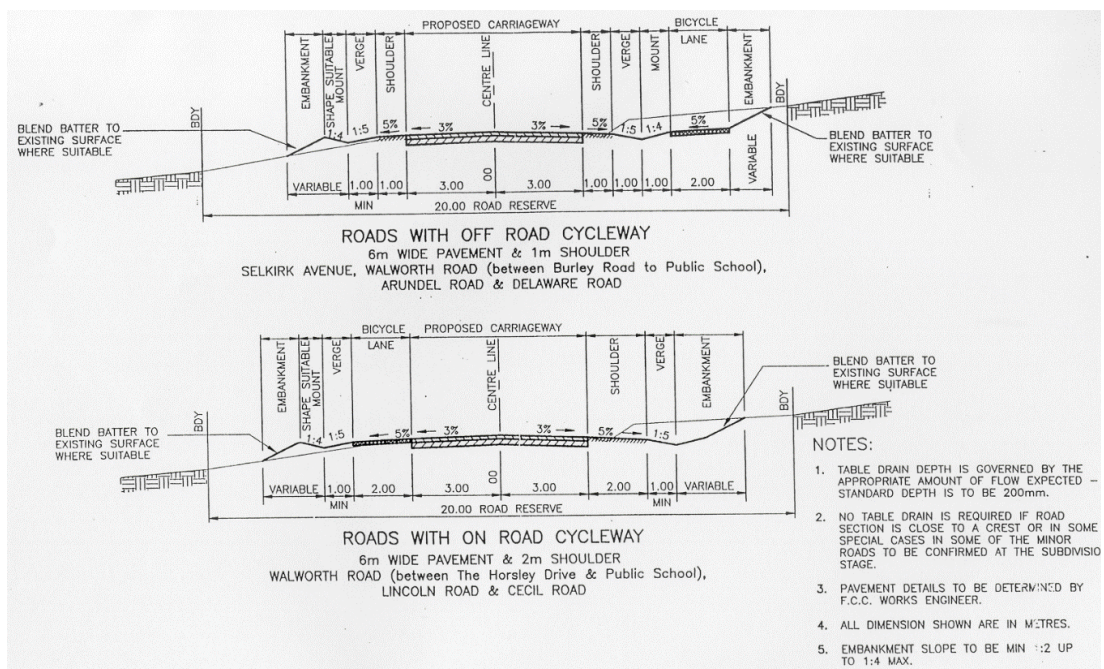 PROPOSED CARRIAGEWAY
BICYCLE
LANE
EMBANKMENT
SHAPE SUITABLE
MOUNT
VERGE
SHOULDER
CENTRE LINE
SHOULDER
VERGE
MOUNT
EMBANKMENT
BDY
BDY
BLEND BATTER TO
EXISTING SURFACE
WHERE SUITABLE
1:4
1:5
5%
3%
3%
5%
1:5
1:4
5%
BLEND BATTER TO
EXISTING SURFACE
WHERE SUITABLE
VARIABLE
1.00
1.00
3.00
00
3.00
1.00
1.00
1.00
2.00
VARIABLE
MIN
20.00 ROAD RESERVE
ROADS WITH OFF ROAD CYCLEWAY
6m WIDE PAVEMENT & 1m SHOULDER
SELKIRK AVENUE, WALWORTH ROAD (between Burley Road to Public School),
ARUNDEL ROAD & DELAWARE ROAD
BICYCLE
LANE
PROPOSED CARRIAGEWAY
EMBANKMENT
SHAPE SUITABLE
MOUNT
VERGE
CENTRE LINE
SHOULDER
VERGE
EMBANKMENT
BDY
BDY
BLEND BATTER TO
EXISTING SURFACE
WHERE SUITABLE
1:4
1:5
5%
3%
3%
5%
1:5
BLEND BATTER TO
EXISTING SURFACE
WHERE SUITABLE
VARIABLE
1.00
2.00
3.00
00
3.00
2.00
1.00
VARIABLE
MIN
MIN
20.00 ROAD RESERVE
ROADS WITH ON ROAD CYCLEWAY
6m WIDE PAVEMENT & 2m SHOULDER
WALWORTH ROAD (between The Horsley Drive & Public School),
LINCOLN ROAD & CECIL ROAD
NOTES:
1. TABLE DRAIN DEPTH IS GOVERNED BY THE
APPROPRIATE AMOUNT OF FLOW EXPECTED –
STANDARD DEPTH IS TO BE 200mm.
2. NO TABLE DRAIN IS REQUIRED IF ROAD
SECTION IS CLOSE TO A CREST OR IN SOME
SPECIAL CASES IN SOME OF THE MINOR
ROADS TO BE CONFIRMED AT THE SUBDIVISIO
STAGE.
3. PAVEMENT DETAILS TO BE DETERMINED BY
F.C.C. WORKS ENGINEER.
4. ALL DIMENSION SHOWN ARE IN METRES.
5. EMBANKMENT SLOPE TO BE MIN :2 UP
TO 1:4 MAX.